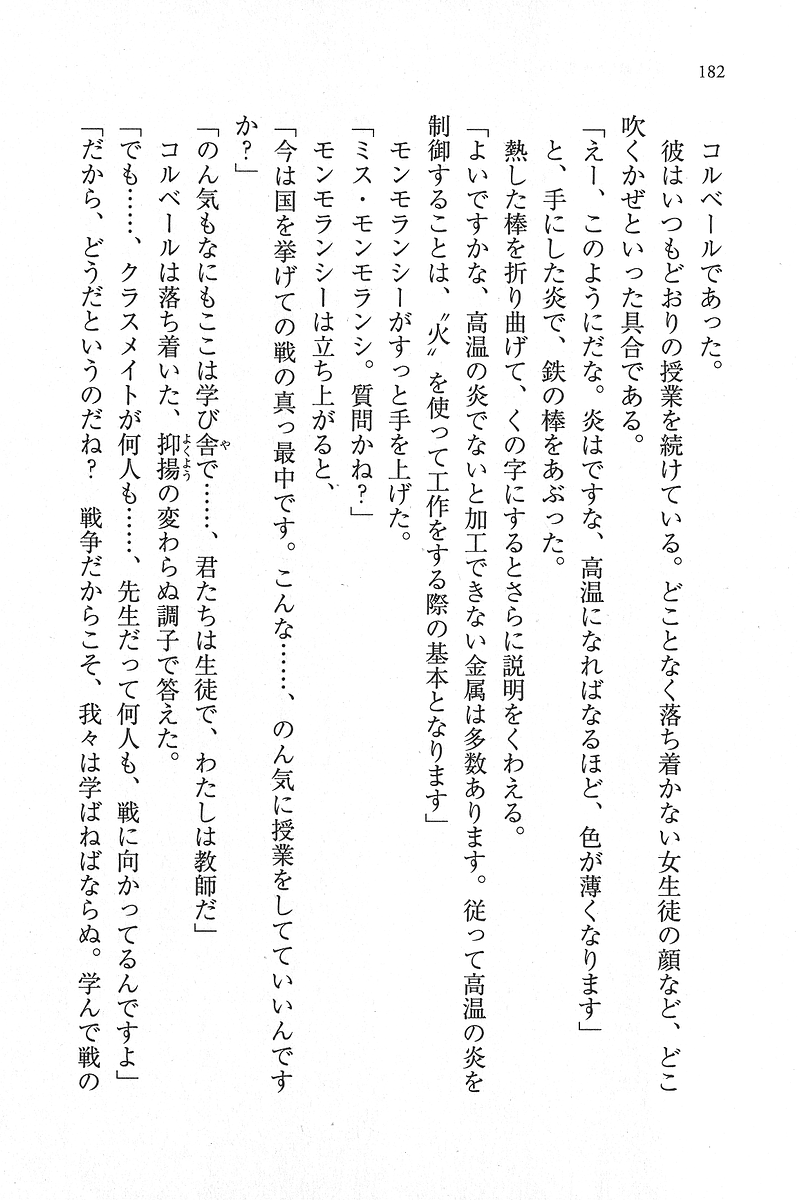 182
コルベールであった。
彼はいつもどおりの授業を続けている。どことなく落ち着かない女生徒の顔など、どこ
吹くかぜといった具合である。
「えー、このようにだな。炎はですな、高温になればなるほど、色が薄くなります」
と、手にした炎で、鉄の棒をあぶった。
熱した棒を折り曲げて、くの字にするとさらに説明をくわえる。
「よいですかな、高温の炎でないと加工できない金属は多数あります。従って高温の炎を
制御することは、〝火〟を使って工作をする際の基本となります」
モンモランシーがすっと手を上げた。
「ミス・モンモランシ。質問かね？」
モンモランシーは立ち上がると、
「今は国を挙げての戦の真っ最中です。こんな……、のん気に授業をしてていいんです
か？」
「のん気もなにもここは学び舎で……、君たちは生徒で、わたしは教師だ」
コルベールは落ち着いた、抑揚の変わらぬ調子で答えた。
「でも……、クラスメイトが何人も……、先生だって何人も、戦に向かってるんですよ」
「だから、どうだというのだね？　戦争だからこそ、我々は学ばねばならぬ。学んで戦の